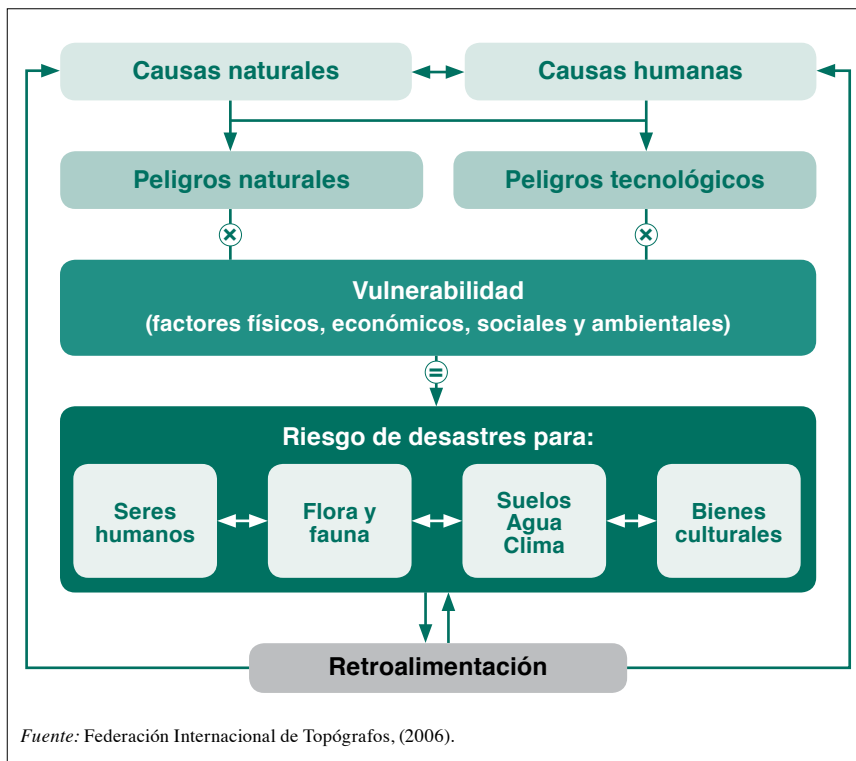 Causas naturales
Causas humanas
Peligros naturales
Peligros tecnológicos
×
×
Vulnerabilidad
(factores físicos, económicos, sociales y ambientales)
=
Riesgo de desastres para:
Seres
humanos
Flora y
fauna
Suelos
Agua
Clima
Bienes
culturales
Retroalimentación
Fuente: Federación Internacional de Topógrafos, (2006).